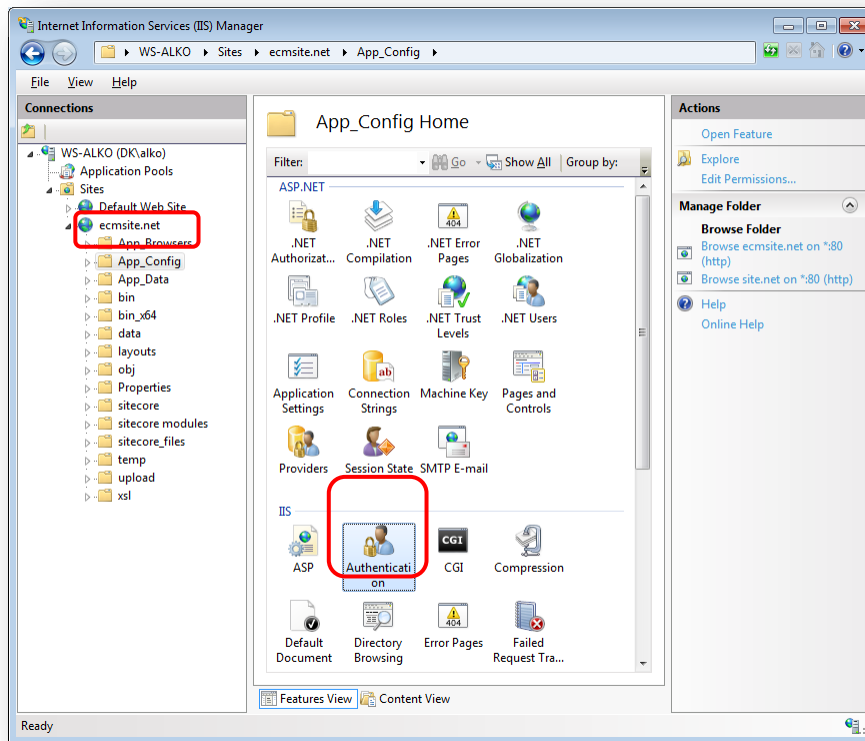 Internet Information Services (IIS) Manager
WS-ALKO
Sites
ecmsite.net
App_Config
File View Help
Connections
WS-ALKO (DK\alko)
Application Pools
Sites
Default Web Site
ecmsite.net
App_Browsers
App_Config
App_Data
bin
bin_x64
data
layouts
obj
Properties
sitecore
sitecore modules
sitecore_files
temp
upload
xsl
App_Config Home
Filter: Go Show All Group by:
ASP.NET
.NET Authorizat...
.NET Compilation
.NET Error Pages
.NET Globalization
.NET Profile
.NET Roles
.NET Trust Levels
.NET Users
Application Settings
Connection Strings
ab
Machine Key
Pages and Controls
Providers
Session State
SMTP E-mail
IIS
ASP
Authenticati
on
CGI
CGI
Compression
Default Document
Directory Browsing
404
Error Pages
Failed Request Tra...
Features View
Content View
Actions
Open Feature
Explore
Edit Permissions...
Manage Folder
Browse Folder
Browse ecmsite.net on *:80
(http)
Browse site.net on *:80 (http)
Help
Online Help
Ready